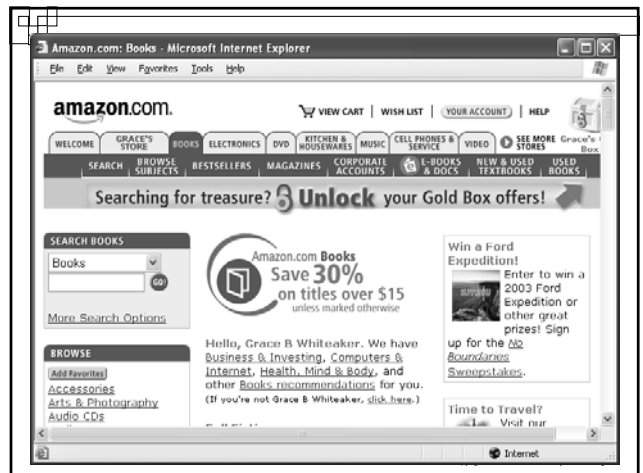 Amazon.com: Books - Microsoft Internet Explorer
File Edit View Favorites Tools Help
amazon.com.
VIEW CART | WISH LIST | YOUR ACCOUNT | HELP
WELCOME GRACE'S STORE BOOKS ELECTRONICS DVD KITCHEN & HOUSEWARES MUSIC CELL PHONES & SERVICE VIDEO SEE MORE STORES Grace's Box
SEARCH BROWSE SUBJECTS BESTSELLERS MAGAZINES CORPORATE ACCOUNTS E-BOOKS & DOCS NEW & USED TEXTBOOKS USED BOOKS
Searching for treasure? Unlock your Gold Box offers!
SEARCH BOOKS
Books
GO!
More Search Options
BROWSE
Add Favorites
Accessories
Arts & Photography
Audio CDs
Amazon.com Books
Save 30%
on titles over $15
unless marked otherwise
Hello, Grace B Whiteaker. We have
Business & Investing, Computers &
Internet, Health, Mind & Body, and
other Books recommendations for you.
(If you're not Grace B Whiteaker, click here.)
Win a Ford
Expedition!
Enter to win a
2003 Ford
Expedition or
other great
prizes! Sign
up for the No
Boundaries
Sweepstakes.
Time to Travel?
Visit our
Internet